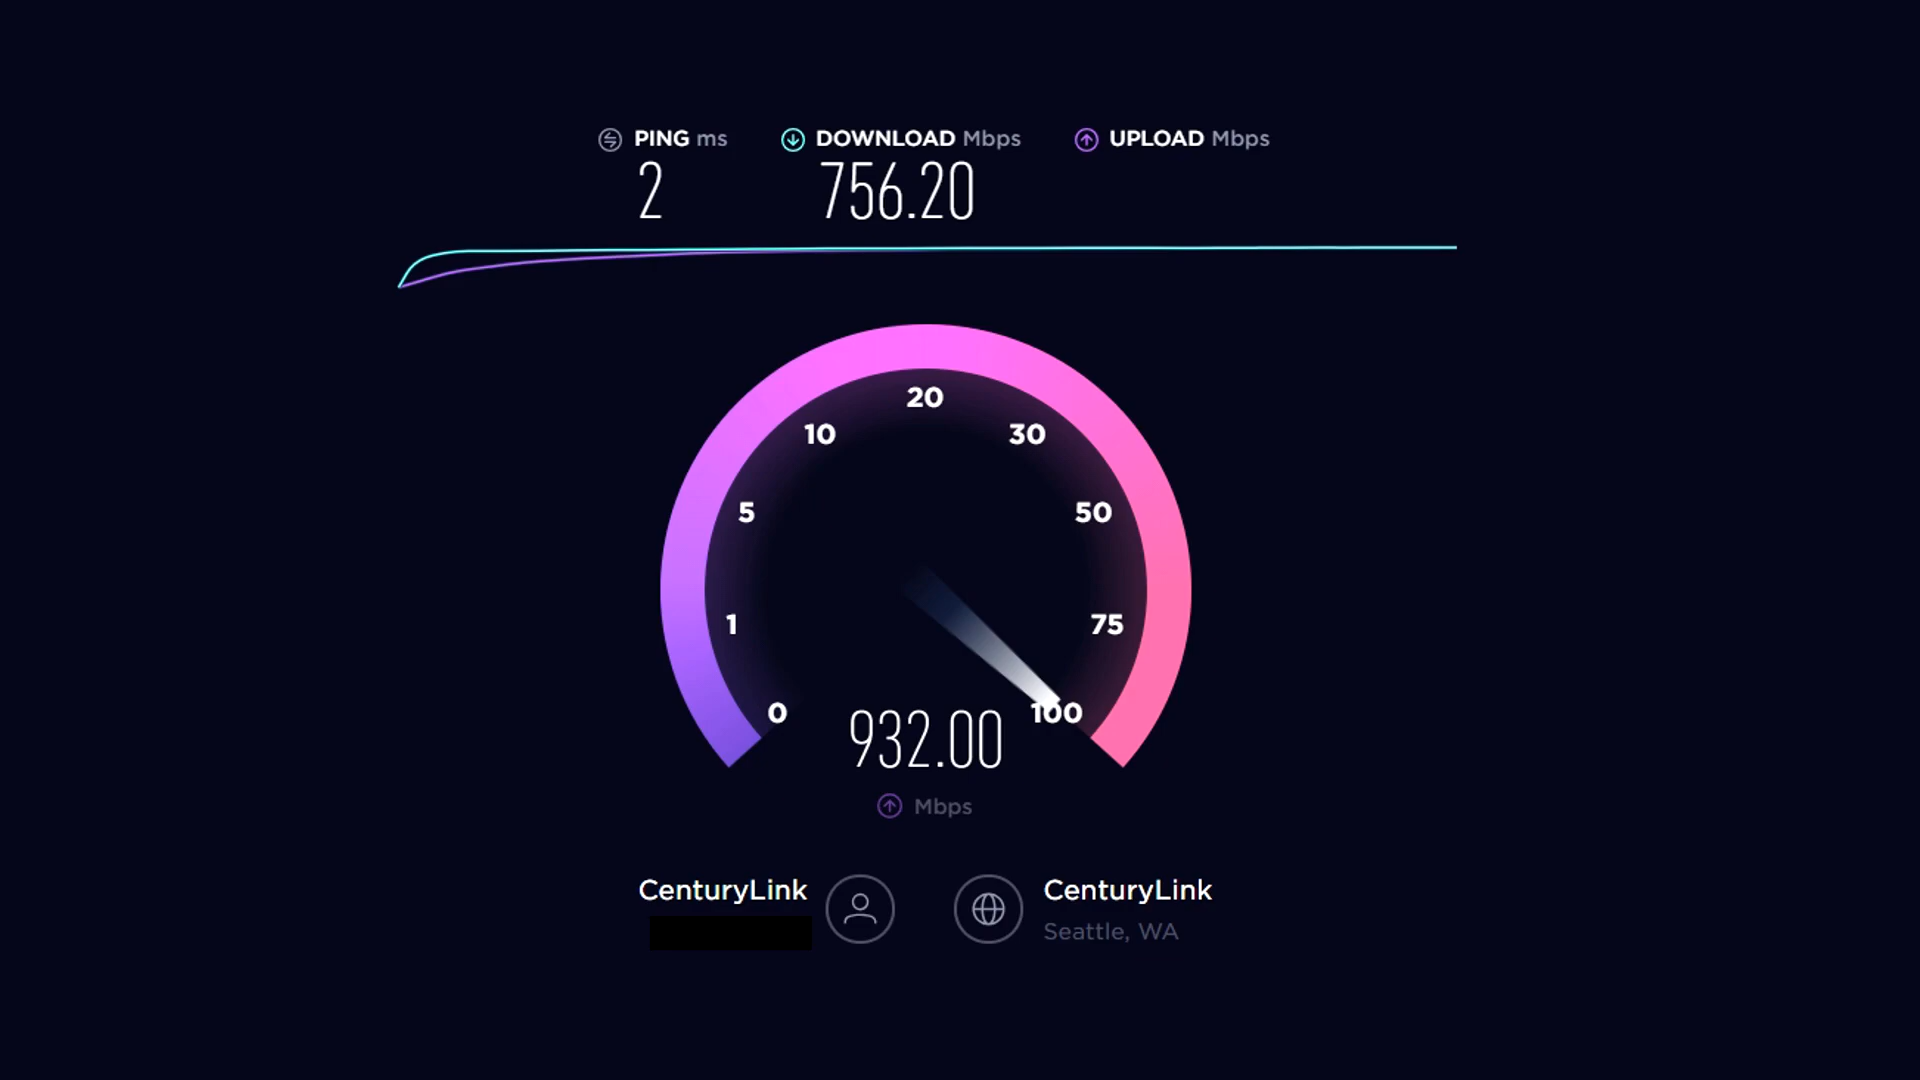 PING ms
2
DOWNLOAD Mbps
756.20
UPLOAD Mbps
0
1
5
10
20
30
50
75
100
932.00
Mbps
CenturyLink
CenturyLink
Seattle, WA